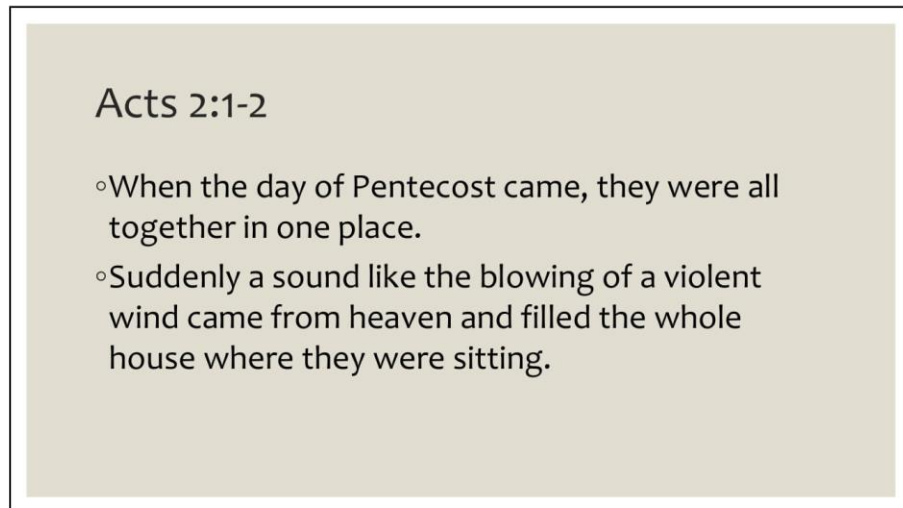 Acts 2:1-2
◦When the day of Pentecost came, they were all
together in one place.
◦Suddenly a sound like the blowing of a violent
wind came from heaven and filled the whole
house where they were sitting.